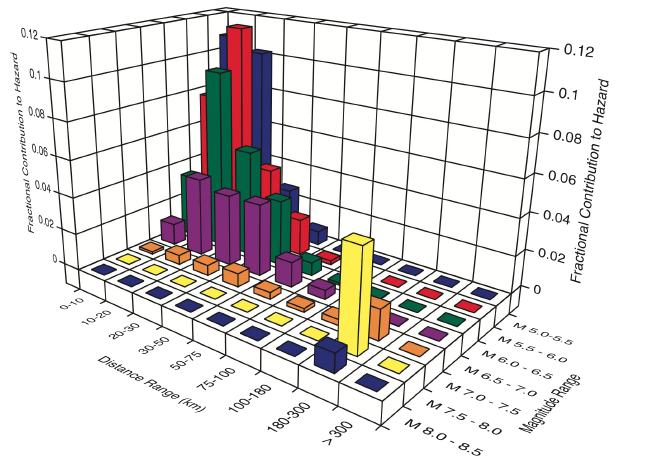 0.12
0.1
0.08
0.06
0.04
0.02
0
Fractional Contribution to Hazard
0.12
0.1
0.08
0.06
0.04
0.02
0
Fractional Contribution to Hazard
0-10
10-20
20-30
30-50
50-75
75-100
100-180
180-300
> 300
Distance Range (km)
M 5.0-5.5
M 5.5 - 6.0
M 6.0 - 6.5
M 6.5 - 7.0
M 7.0 - 7.5
M 7.5 - 8.0
M 8.0 - 8.5
Magnitude Range